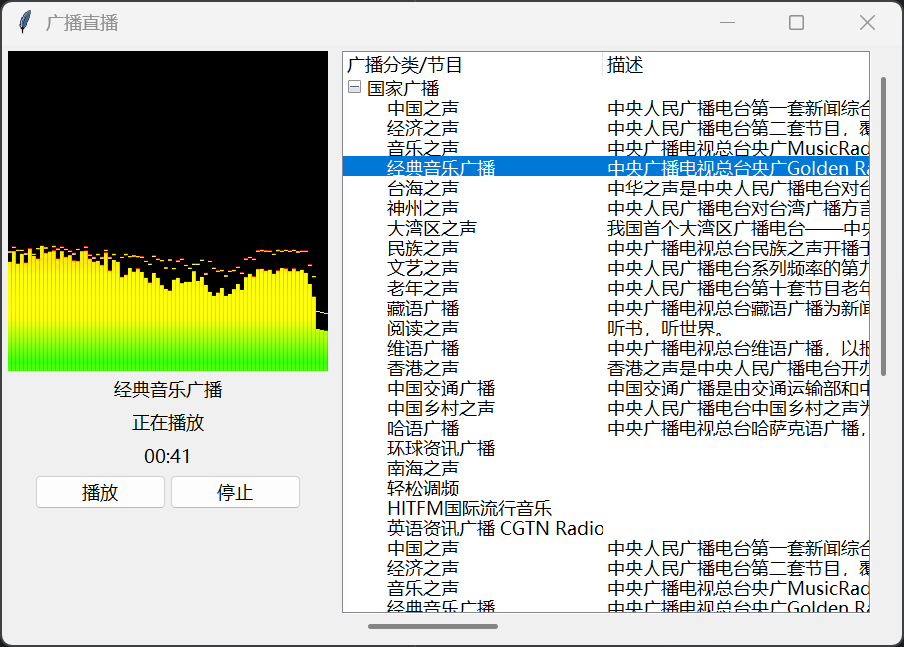 广播直播
经典音乐广播
正在播放
00:41
播放 停止
广播分类/节目 描述
国家广播
中国之声 中央人民广播电台第一套新闻综合
经济之声 中央人民广播电台第二套节目，覆
音乐之声 中央广播电视总台央广MusicRad
经典音乐广播 中央广播电视总台央广Golden Ra
台海之声 中华之声是中央人民广播电台对台
神州之声 中央人民广播电台对台湾广播方言
大湾区之声 我国首个大湾区广播电台——中央
民族之声 中央广播电视总台民族之声开播于
文艺之声 中央人民广播电台系列频率的第九
老年之声 中央人民广播电台第十套节目老年
藏语广播 中央广播电视总台藏语广播为新闻
阅读之声 听书，听世界。
维语广播 中央广播电视总台维语广播，以把
香港之声 香港之声是中央人民广播电台开办
中国交通广播 中国交通广播是由交通运输部和中
中国乡村之声 中央人民广播电台中国乡村之声为
哈语广播 中央广播电视总台哈萨克语广播，
环球资讯广播
南海之声
轻松调频
HITFM国际流行音乐
英语资讯广播 CGTN Radio
中国之声 中央人民广播电台第一套新闻综合
经济之声 中央人民广播电台第二套节目，覆
音乐之声 中央广播电视总台央广MusicRad
经典音乐广播 中央广播电视总台央广Golden Ra